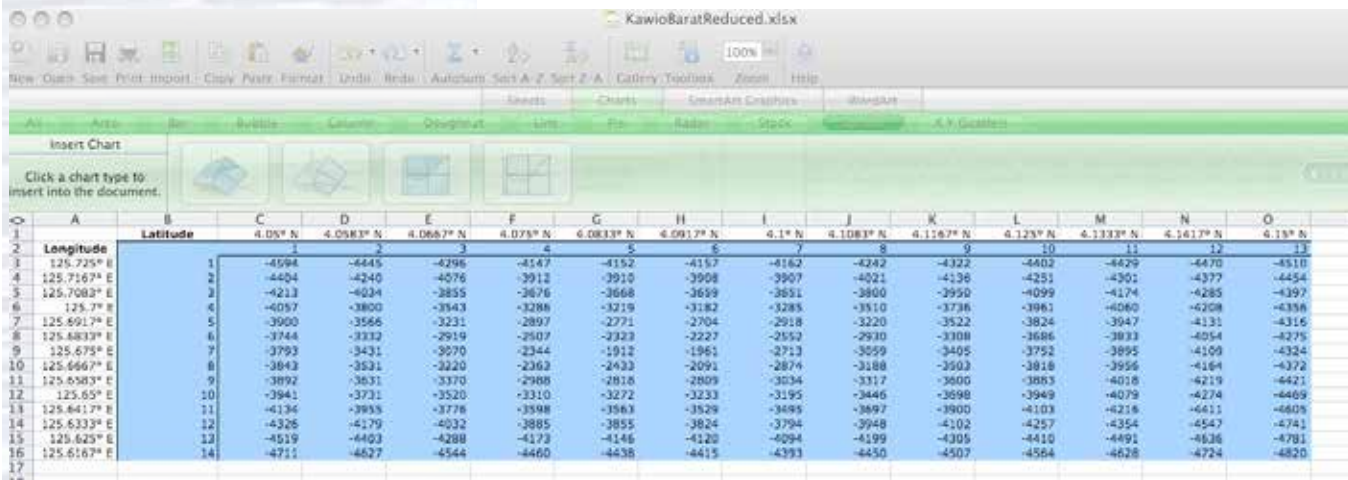 KawioBaratReduced.xlsx
100%
New Open Save Print Import Copy Paste Format Undo Redo AutoSum Sort A-Z Sort Z-A Gallery Toolbox Zoom Help
Sheets Charts SmartArt Graphics WordArt
All Area Bar Bubble Column Doughnut Line Pie Radar Stock X Y (Scatter)
Insert Chart
Click a chart type to
insert into the document.
A B C D E F G H I J K L M N O
1 Latitude 4.05° N 4.0583° N 4.0667° N 4.075° N 4.0833° N 4.0917° N 4.1° N 4.1083° N 4.1167° N 4.125° N 4.1333° N 4.1417° N 4.15° N
2 Longitude 1 2 3 4 5 6 7 8 9 10 11 12 13
3 125.725° E 1 -4594 -4445 -4296 -4147 -4152 -4157 -4162 -4242 -4322 -4402 -4429 -4470 -4510
4 125.7167° E 2 -4404 -4240 -4076 -3912 -3910 -3908 -3907 -4021 -4136 -4251 -4301 -4377 -4454
5 125.7083° E 3 -4213 -4034 -3855 -3676 -3668 -3659 -3651 -3800 -3950 -4099 -4174 -4285 -4397
6 125.7° E 4 -4057 -3800 -3543 -3286 -3219 -3182 -3285 -3510 -3736 -3961 -4060 -4208 -4356
7 125.6917° E 5 -3900 -3566 -3231 -2897 -2771 -2704 -2918 -3220 -3522 -3824 -3947 -4131 -4316
8 125.6833° E 6 -3744 -3332 -2919 -2507 -2323 -2227 -2552 -2930 -3308 -3686 -3833 -4054 -4275
9 125.675° E 7 -3793 -3431 -3070 -2344 -1912 -1961 -2713 -3059 -3405 -3752 -3895 -4109 -4324
10 125.6667° E 8 -3843 -3531 -3220 -2363 -2433 -2091 -2874 -3188 -3503 -3818 -3956 -4164 -4372
11 125.6583° E 9 -3892 -3631 -3370 -2988 -2818 -2809 -3034 -3317 -3600 -3883 -4018 -4219 -4421
12 125.65° E 10 -3941 -3731 -3520 -3310 -3272 -3233 -3195 -3446 -3698 -3949 -4079 -4274 -4469
13 125.6417° E 11 -4134 -3955 -3776 -3598 -3563 -3529 -3495 -3697 -3900 -4103 -4216 -4411 -4605
14 125.6333° E 12 -4326 -4179 -4032 -3885 -3855 -3824 -3794 -3948 -4102 -4257 -4354 -4547 -4741
15 125.625° E 13 -4519 -4403 -4288 -4173 -4146 -4120 -4094 -4199 -4305 -4410 -4491 -4636 -4781
16 125.6167° E 14 -4711 -4627 -4544 -4460 -4438 -4415 -4393 -4450 -4507 -4564 -4628 -4724 -4820
17